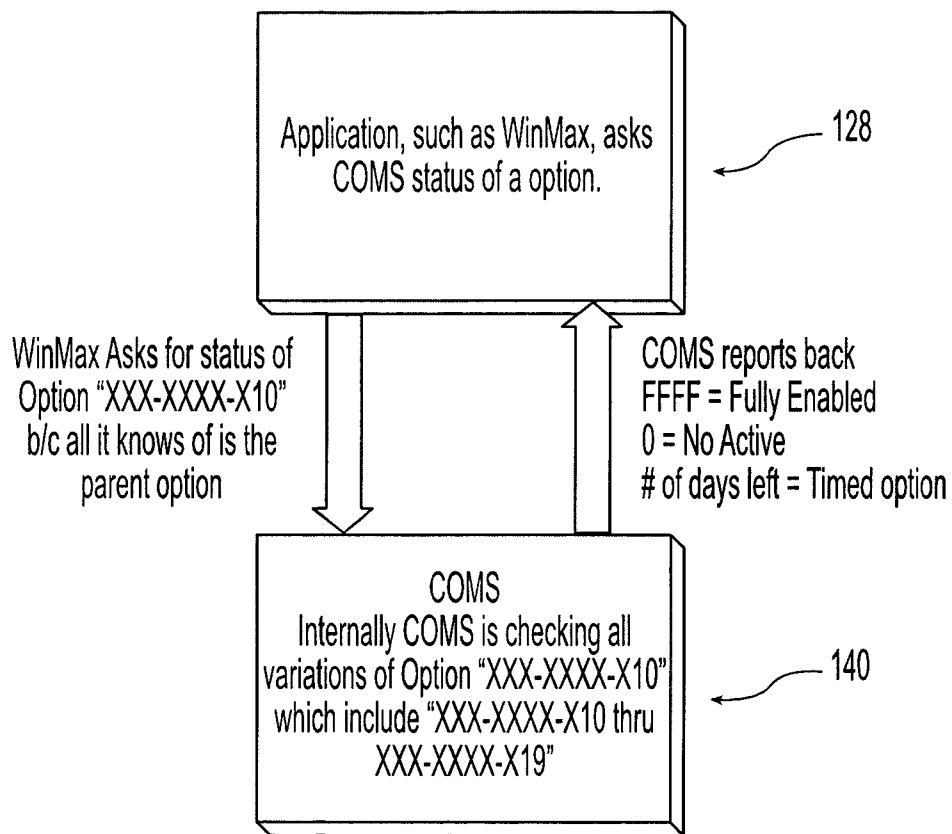 Application, such as WinMax, asks
COMS status of a option.
128
WinMax Asks for status of
Option “XXX-XXXX-X10”
b/c all it knows of is the
parent option
COMS reports back
FFFF = Fully Enabled
0 = No Active
# of days left = Timed option
COMS
Internally COMS is checking all
variations of Option “XXX-XXXX-X10”
which include “XXX-XXXX-X10 thru
XXX-XXXX-X19”
140